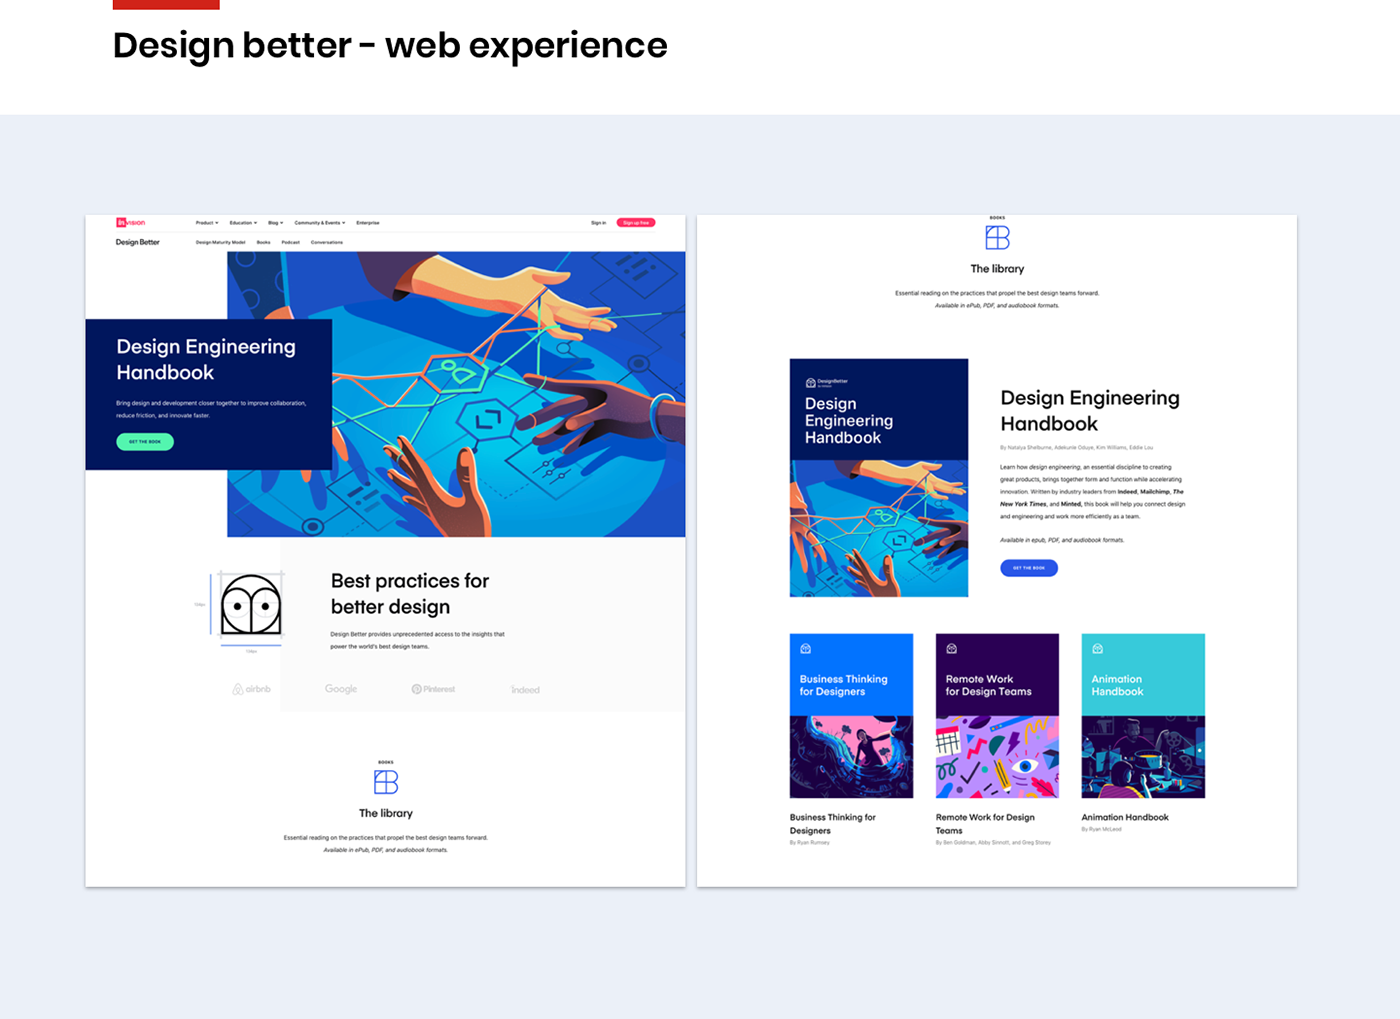 Design better - web experience
inVISION
Product
Education
Blog
Community & Events
Enterprise
Sign in
Sign up free
Design Better
Design Maturity Model
Books
Podcast
Conversations
Design Engineering
Handbook
Bring design and development closer together to improve collaboration,
reduce friction, and innovate faster.
GET THE BOOK
Best practices for
better design
Design Better provides unprecedented access to the insights that
power the world's best design teams.
airbnb
Google
Pinterest
indeed
BOOKS
The library
Essential reading on the practices that propel the best design teams forward.
Available in ePub, PDF, and audiobook formats.
BOOKS
The library
Essential reading on the practices that propel the best design teams forward.
Available in ePub, PDF, and audiobook formats.
DesignBetter
Design
Engineering
Handbook
Design Engineering
Handbook
By Natalya Shelburne, Adekunle Oduye, Kim Williams, Eddie Lou
Learn how design engineering, an essential discipline to creating
great products, brings together form and function while accelerating
innovation. Written by industry leaders from Indeed, Mailchimp, The
New York Times, and Minted, this book will help you connect design
and engineering and work more efficiently as a team.
Available in epub, PDF, and audiobook formats.
GET THE BOOK
Business Thinking
for Designers
Remote Work
for Design Teams
Animation
Handbook
Business Thinking for
Designers
By Ryan Rumsey
Remote Work for Design
Teams
By Ben Goldman, Abby Sinnott, and Greg Storey
Animation Handbook
By Ryan McLeod